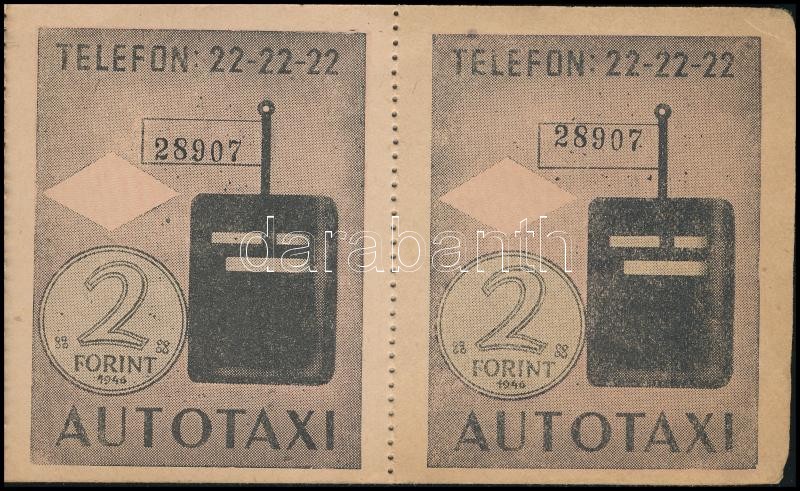 TELEFON: 22-22-22
28907
2
FORINT
1946
AUTOTAXI
TELEFON: 22-22-22
28907
2
FORINT
1946
AUTOTAXI
darabanth